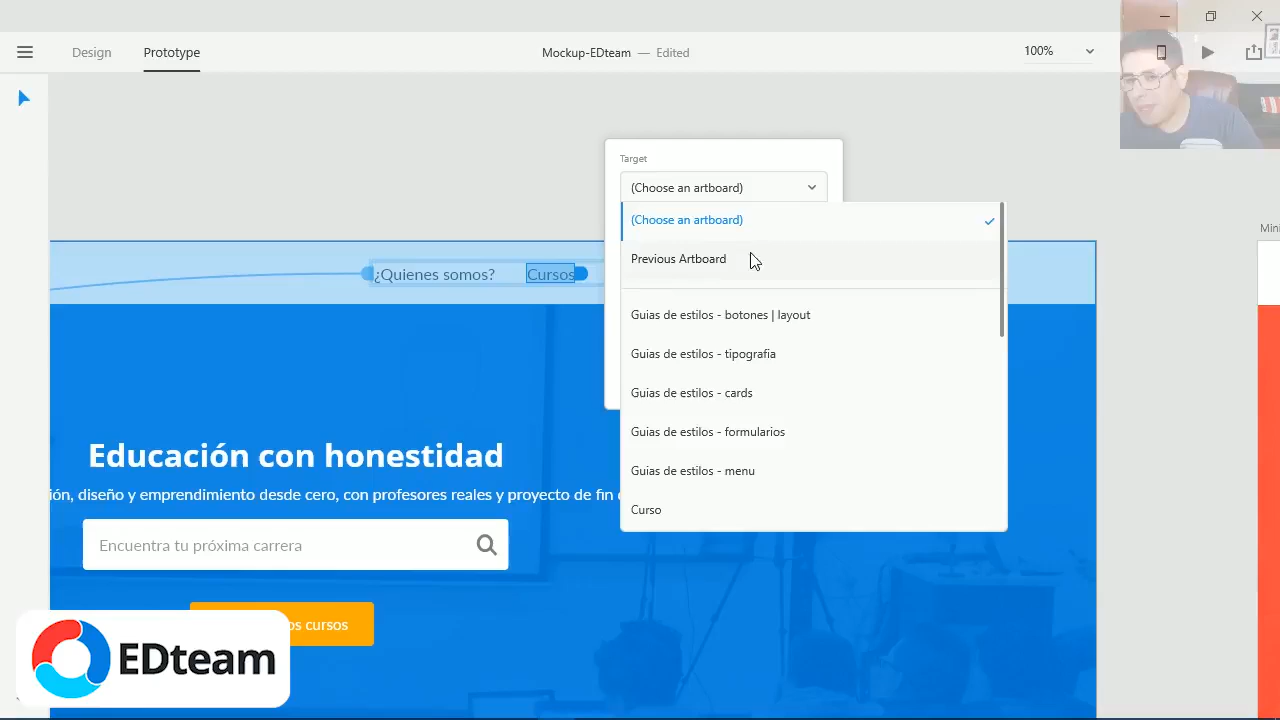 Design
Prototype
Mockup-EDteam — Edited
100%
Target
(Choose an artboard)
(Choose an artboard)
Previous Artboard
Guias de estilos - botones | layout
Guias de estilos - tipografía
Guias de estilos - cards
Guias de estilos - formularios
Guias de estilos - menu
Curso
¿Quienes somos?
Cursos
Mini
Educación con honestidad
ión, diseño y emprendimiento desde cero, con profesores reales y proyecto de fin
Encuentra tu próxima carrera
os cursos
EDteam